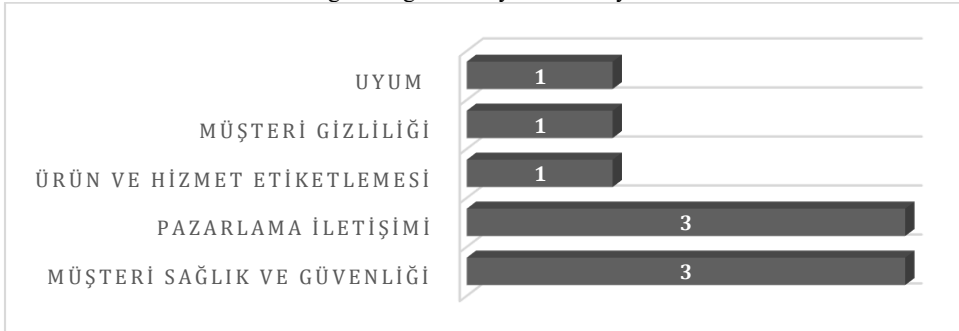 UYUM
1
MÜŞTERİ GİZLİLİĞİ
1
ÜRÜN VE HİZMET ETİKETLEMESİ
1
PAZARLAMA İLETİŞİMİ
3
MÜŞTERİ SAĞLIK VE GÜVENLİĞİ
3